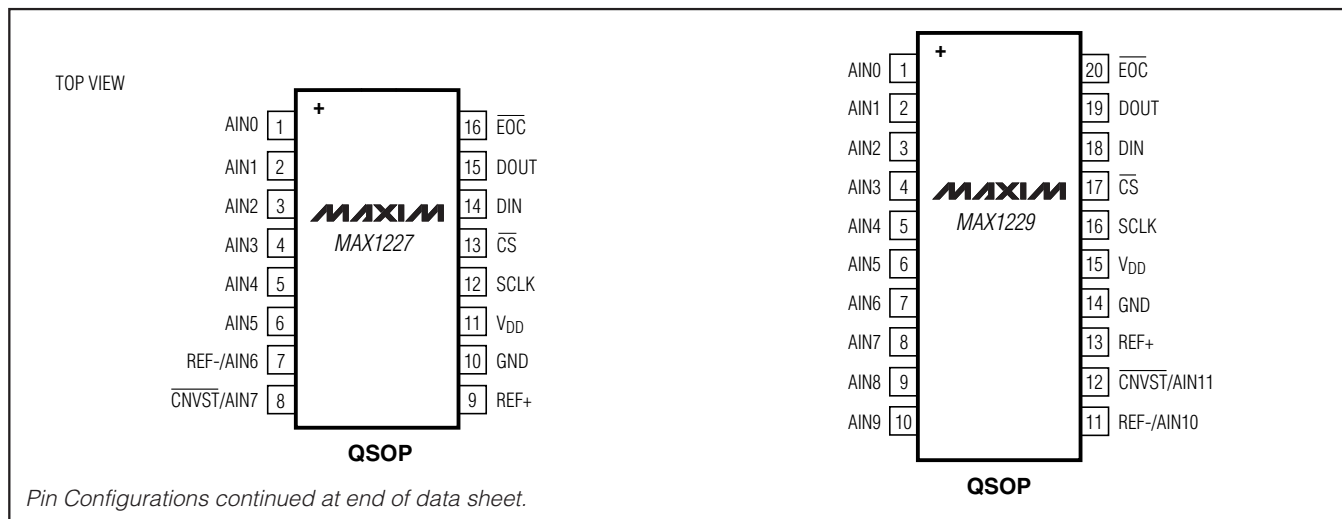 TOP VIEW
+
AIN0 1
AIN1 2
AIN2 3
AIN3 4
AIN4 5
AIN5 6
REF-/AIN6 7
CNVST/AIN7 8
MAXIM
MAX1227
16 EOC
15 DOUT
14 DIN
13 CS
12 SCLK
11 VDD
10 GND
9 REF+
QSOP
+
AIN0 1
AIN1 2
AIN2 3
AIN3 4
AIN4 5
AIN5 6
AIN6 7
AIN7 8
AIN8 9
AIN9 10
MAXIM
MAX1229
20 EOC
19 DOUT
18 DIN
17 CS
16 SCLK
15 VDD
14 GND
13 REF+
12 CNVST/AIN11
11 REF-/AIN10
QSOP
Pin Configurations continued at end of data sheet.